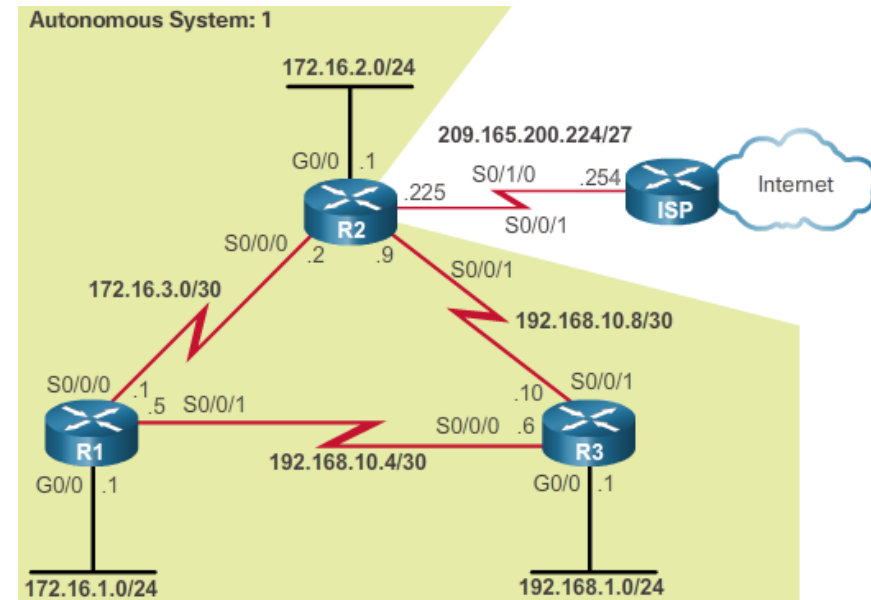 Autonomous System: 1
172.16.2.0/24
209.165.200.224/27
G0/0 .1
S0/1/0 .254
Internet
.225
ISP
R2
S0/0/1
S0/0/0
.2 .9
S0/0/1
172.16.3.0/30
192.168.10.8/30
S0/0/0 .1
.10 S0/0/1
.5 S0/0/1
S0/0/0 .6
R1
R3
192.168.10.4/30
G0/0 .1
G0/0 .1
172.16.1.0/24
192.168.1.0/24